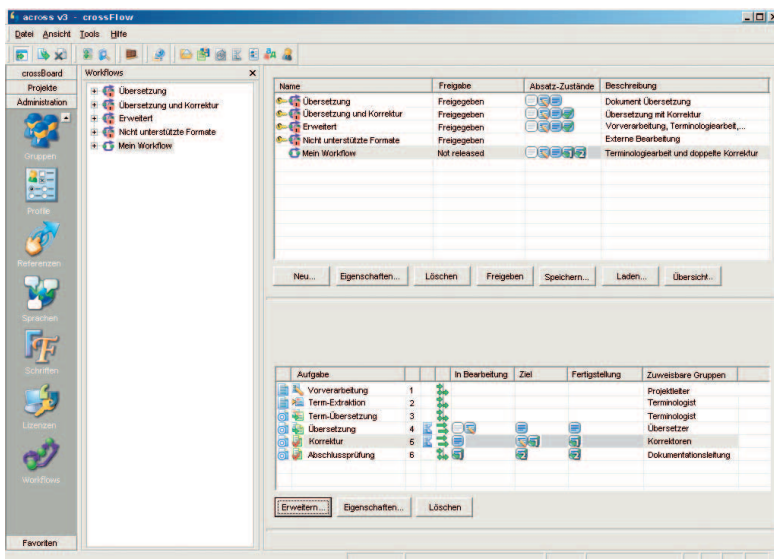 across v3 - crossFlow
Datei Ansicht Tools Hilfe
crossBoard
Projekte
Administration
Gruppen
Profile
Referenzen
Sprachen
Schriften
Lizenzen
Workflows
Favoriten
Workflows
Übersetzung
Übersetzung und Korrektur
Erweitert
Nicht unterstützte Formate
Mein Workflow
Name Freigabe Absatz-Zustände Beschreibung
Übersetzung Freigegeben Dokument Übersetzung
Übersetzung und Korrektur Freigegeben Übersetzung mit Korrektur
Erweitert Freigegeben Vorverarbeitung, Terminologiearbeit,...
Nicht unterstützte Formate Freigegeben Externe Bearbeitung
Mein Workflow Not released Terminologiearbeit und doppelte Korrektur
Neu... Eigenschaften... Löschen Freigeben Speichern... Laden... Übersicht..
Aufgabe In Bearbeitung Ziel Fertigstellung Zuweisbare Gruppen
Vorverarbeitung 1 Projektleiter
Term-Extraktion 2 Terminologist
Term-Übersetzung 3 Terminologist
Übersetzung 4 Übersetzer
Korrektur 5 Korrektoren
Abschlussprüfung 6 Dokumentationsleitung
Erweitern... Eigenschaften... Löschen